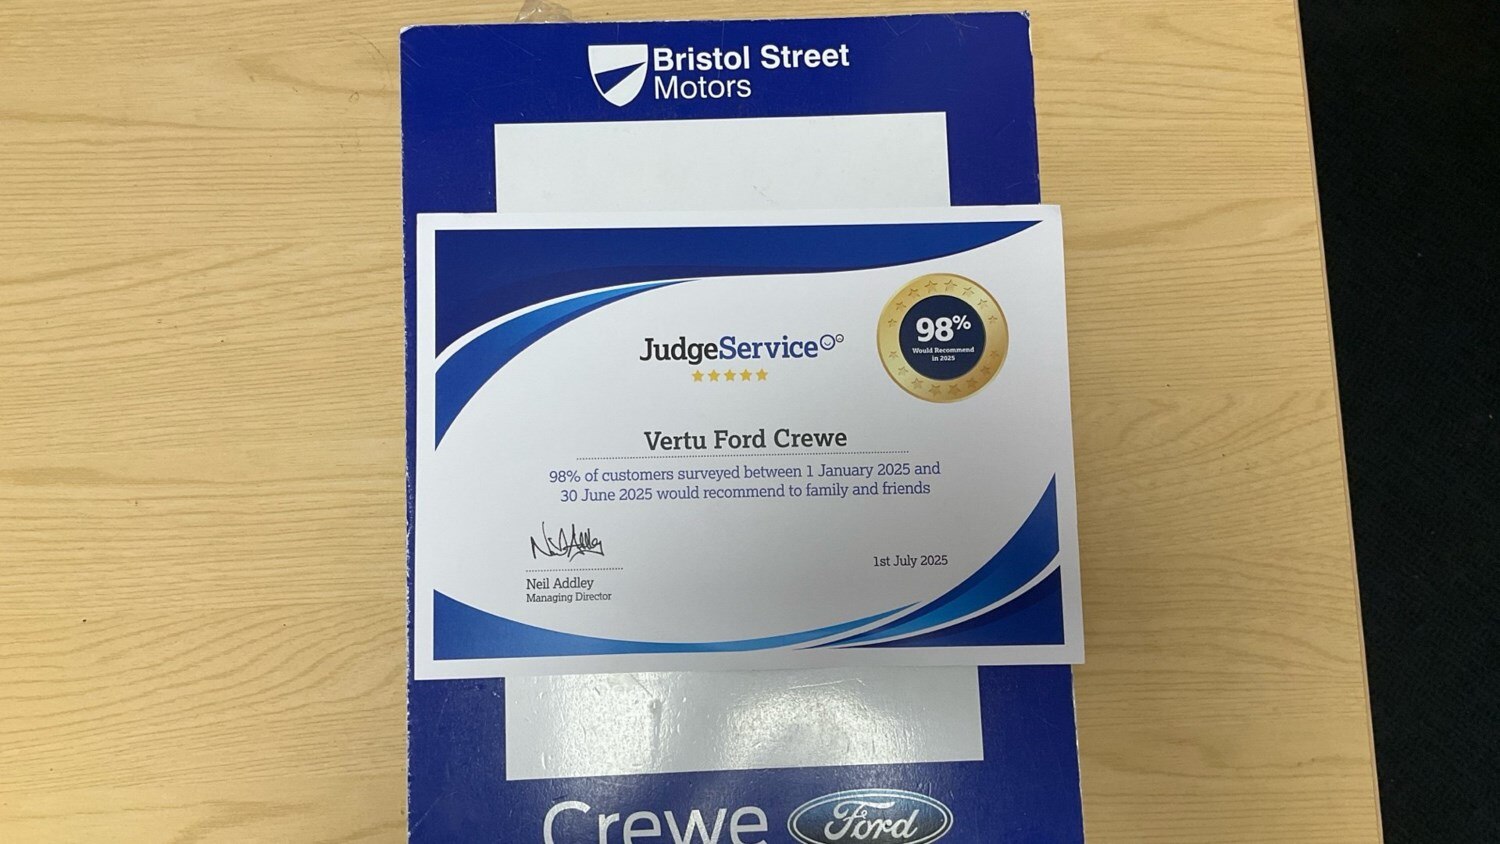 Bristol Street
Motors
JudgeService
98%
Would Recommend
in 2025
Vertu Ford Crewe
98% of customers surveyed between 1 January 2025 and
30 June 2025 would recommend to family and friends
Neil Addley
1st July 2025
Neil Addley
Managing Director
Crewe Ford